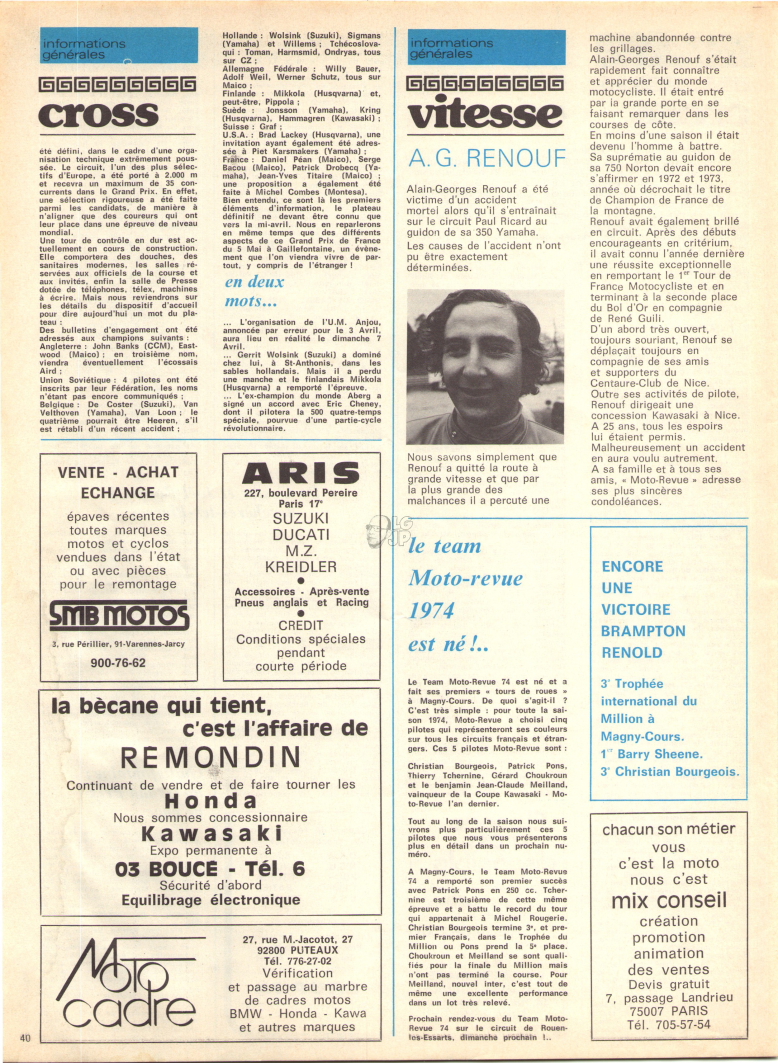 informations
générales
cross
été défini, dans le cadre d'une orga-
nisation technique extrêmement pous-
sée. Le circuit, l'un des plus sélec-
tifs d'Europe, a été porté à 2.000 m
et recevra un maximum de 35 con-
currents dans le Grand Prix. En effet,
une sélection rigoureuse a été faite
parmi les candidats, de manière à
n'aligner que des coureurs qui ont
leur place dans une épreuve de niveau
mondial.
Une tour de contrôle en dur est ac-
tuellement en cours de construction.
Elle comportera des douches, des
sanitaires modernes, les salles ré-
servées aux officiels de la course et
aux invités, enfin la salle de Presse
dotée de téléphones, télex, machines
à écrire. Mais nous reviendrons sur
les détails du dispositif d'accueil
pour dire aujourd'hui un mot du pla-
teau :
Des bulletins d'engagement ont été
adressés aux champions suivants :
Angleterre : John Banks (CCM), East-
wood (Maico) ; en troisième nom,
viendra éventuellement l'écossais
Aird ;
Union Soviétique : 4 pilotes ont été
inscrits par leur Fédération, les noms
n'étant pas encore communiqués ;
Belgique : De Coster (Suzuki), Van
Velthoven (Yamaha), Van Loon ; le
quatrième pourrait être Heeren, s'il
est rétabli d'un récent accident ;
Hollande : Wolsink (Suzuki), Sigmans
(Yamaha) et Willems ; Tchécoslova-
qui : Toman, Harmsmid, Ondryas, tous
sur CZ ;
Allemagne Fédérale : Willy Bauer,
Adolf Weil, Werner Schutz, tous sur
Maico ;
Finlande : Mikkola (Husqvarna) et,
peut-être, Pippola ;
Suède : Jonsson (Yamaha), Kring
(Husqvarna), Hammagren (Kawasaki) ;
Suisse : Graf ;
U.S.A. : Brad Lackey (Husqvarna), une
invitation ayant également été adres-
sée à Piet Karsmakers (Yamaha) ;
France : Daniel Péan (Maico), Serge
Bacou (Maico), Patrick Drobecq (Ya-
maha), Jean-Yves Titaire (Maico) ;
une proposition a également été
faite à Michel Combes (Montesa).
Bien entendu, ce sont là les premiers
éléments d'information, le plateau
définitif ne devant être connu que
vers la mi-avril. Nous en reparlerons
en même temps que des différents
aspects de ce Grand Prix de France
du 5 Mai à Gaillefontaine, un évène-
ment que l'on viendra vivre de par-
tout, y compris de l'étranger !
en deux
mots...
... L'organisation de l'U.M. Anjou,
annoncée par erreur pour le 3 Avril,
aura lieu en réalité le dimanche 7
Avril.
... Gerrit Wolsink (Suzuki) a dominé
chez lui, à St-Anthonis, dans les
sables hollandais. Mais il a perdu
une manche et le finlandais Mikkola
(Husqvarna) a remporté l'épreuve.
... L'ex-champion du monde Aberg a
signé un accord avec Eric Cheney,
dont il pilotera la 500 quatre-temps
spéciale, pourvue d'une partie-cycle
révolutionnaire.
informations
générales
vitesse
A.G. RENOUF
Alain-Georges Renouf a été
victime d'un accident
mortel alors qu'il s'entrainait
sur le circuit Paul Ricard au
guidon de sa 350 Yamaha.
Les causes de l'accident n'ont
pu être exactement
déterminées.
Nous savons simplement que
Renouf a quitté la route à
grande vitesse et que par
la plus grande des
malchances il a percuté une
machine abandonnée contre
les grillages.
Alain-Georges Renouf s'était
rapidement fait connaître
et apprécier du monde
motocycliste. Il était entré
par la grande porte en se
faisant remarquer dans les
courses de côte.
En moins d'une saison il était
devenu l'homme à battre.
Sa suprématie au guidon de
sa 750 Norton devait encore
s'affirmer en 1972 et 1973,
année où décrochait le titre
de Champion de France de
la montagne.
Renouf avait également brillé
en circuit. Après des débuts
encourageants en critérium,
il avait connu l'année dernière
une réussite exceptionnelle
en remportant le 1er Tour de
France Motocycliste et en
terminant à la seconde place
du Bol d'Or en compagnie
de René Guili.
D'un abord très ouvert,
toujours souriant, Renouf se
déplaçait toujours en
compagnie de ses amis
et supporters du
Centaure-Club de Nice.
Outre ses activités de pilote,
Renouf dirigeait une
concession Kawasaki à Nice.
A 25 ans, tous les espoirs
lui étaient permis.
Malheureusement un accident
en aura voulu autrement.
A sa famille et à tous ses
amis, « Moto-Revue » adresse
ses plus sincères
condoléances.
VENTE - ACHAT
ECHANGE
épaves récentes
toutes marques
motos et cyclos
vendues dans l'état
ou avec pièces
pour le remontage
SMB MOTOS
3, rue Périllier, 91-Varennes-Jarcy
900-76-62
ARIS
227, boulevard Pereire
Paris 17e
SUZUKI
DUCATI
M.Z.
KREIDLER
Accessoires - Après-vente
Pneus anglais et Racing
CREDIT
Conditions spéciales
pendant
courte période
LG
JP
la bècane qui tient,
c'est l'affaire de
REMONDIN
Continuant de vendre et de faire tourner les
Honda
Nous sommes concessionnaire
Kawasaki
Expo permanente à
03 BOUCÉ - Tél. 6
Sécurité d'abord
Equilibrage électronique
Moto
cadre
27, rue M.-Jacotot, 27
92800 PUTEAUX
Tél. 776-27-02
Vérification
et passage au marbre
de cadres motos
BMW - Honda - Kawa
et autres marques
le team
Moto-revue
1974
est né !..
Le Team Moto-Revue 74 est né et a
fait ses premiers « tours de roues »
à Magny-Cours. De quoi s'agit-il ?
C'est très simple : pour toute la sai-
son 1974, Moto-Revue a choisi cinq
pilotes qui représenteront ses couleurs
sur tous les circuits français et étran-
gers. Ces 5 pilotes Moto-Revue sont :
Christian Bourgeois, Patrick Pons,
Thierry Tchernine, Gérard Choukroun
et le benjamin Jean-Claude Meilland,
vainqueur de la Coupe Kawasaki - Mo-
to-Revue l'an dernier.
Tout au long de la saison nous sui-
vrons plus particulièrement ces 5
pilotes que nous vous présenterons
plus en détail dans un prochain nu-
méro.
A Magny-Cours, le Team Moto-Revue
74 a remporté son premier succès
avec Patrick Pons en 250 cc. Tcher-
nine est troisième de cette même
épreuve et a battu le record du tour
qui appartenait à Michel Rougerie.
Christian Bourgeois termine 3e, et pre-
mier Français, dans le Trophée du
Million ou Pons prend la 5e place.
Choukroun et Meilland se sont quali-
fiés pour la finale du Million mais
n'ont pas terminé la course. Pour
Meilland, nouvel inter, c'est tout de
même une excellente performance
dans un lot très relevé.
Prochain rendez-vous du Team Moto-
Revue 74 sur le circuit de Rouen-
les-Essarts, dimanche prochain !..
ENCORE
UNE
VICTOIRE
BRAMPTON
RENOLD
3e Trophée
international du
Million à
Magny-Cours.
1er Barry Sheene.
3e Christian Bourgeois.
chacun son métier
vous
c'est la moto
nous c'est
mix conseil
création
promotion
animation
des ventes
Devis gratuit
7, passage Landrieu
75007 PARIS
Tél. 705-57-54
40